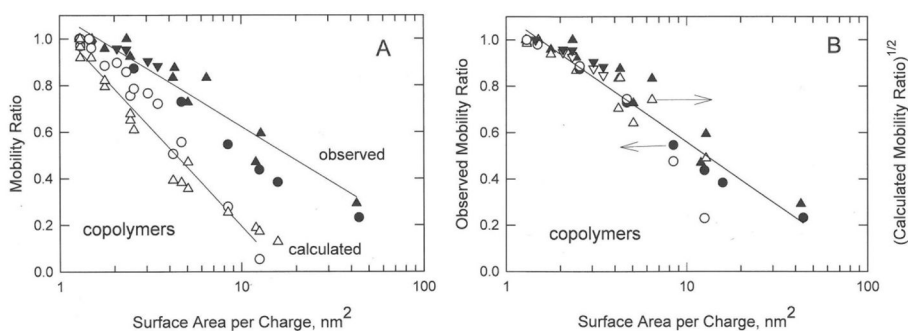 A
1.0
0.8
0.6
0.4
0.2
0.0
Mobility Ratio
observed
calculated
copolymers
1
10
100
Surface Area per Charge, nm2
B
1.0
0.8
0.6
0.4
0.2
0.0
Observed Mobility Ratio
(Calculated Mobility Ratio)1/2
copolymers
1
10
100
Surface Area per Charge, nm2